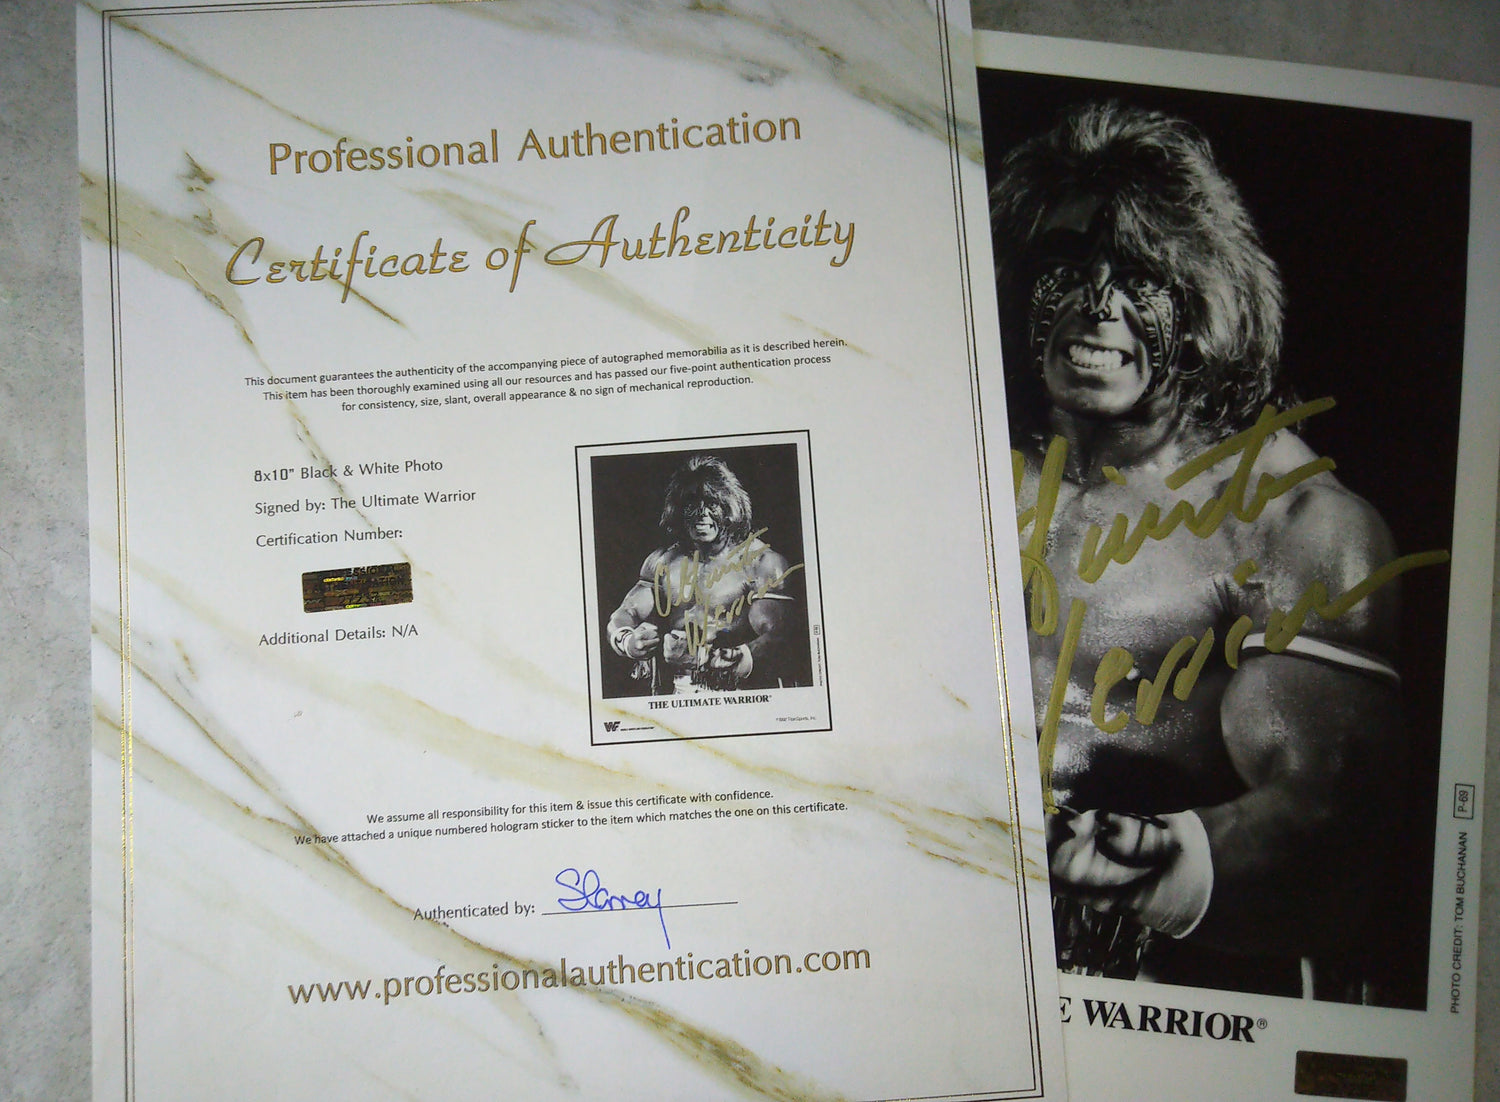 Professional Authentication
Certificate of Authenticity
This document guarantees the authenticity of the accompanying piece of autographed memorabilia as it is described herein.
This item has been thoroughly examined using all our resources and has passed our five-point authentication process
for consistency, size, slant, overall appearance & no sign of mechanical reproduction.
8x10" Black & White Photo
Signed by: The Ultimate Warrior
Certification Number:
Additional Details: N/A
Ultimate
Warrior
THE ULTIMATE WARRIOR®
WF
We assume all responsibility for this item & issue this certificate with confidence.
We have attached a unique numbered hologram sticker to the item which matches the one on this certificate.
Authenticated by:
www.professionalauthentication.com
E WARRIOR®
PHOTO CREDIT: TOM BUCHANAN
P-69